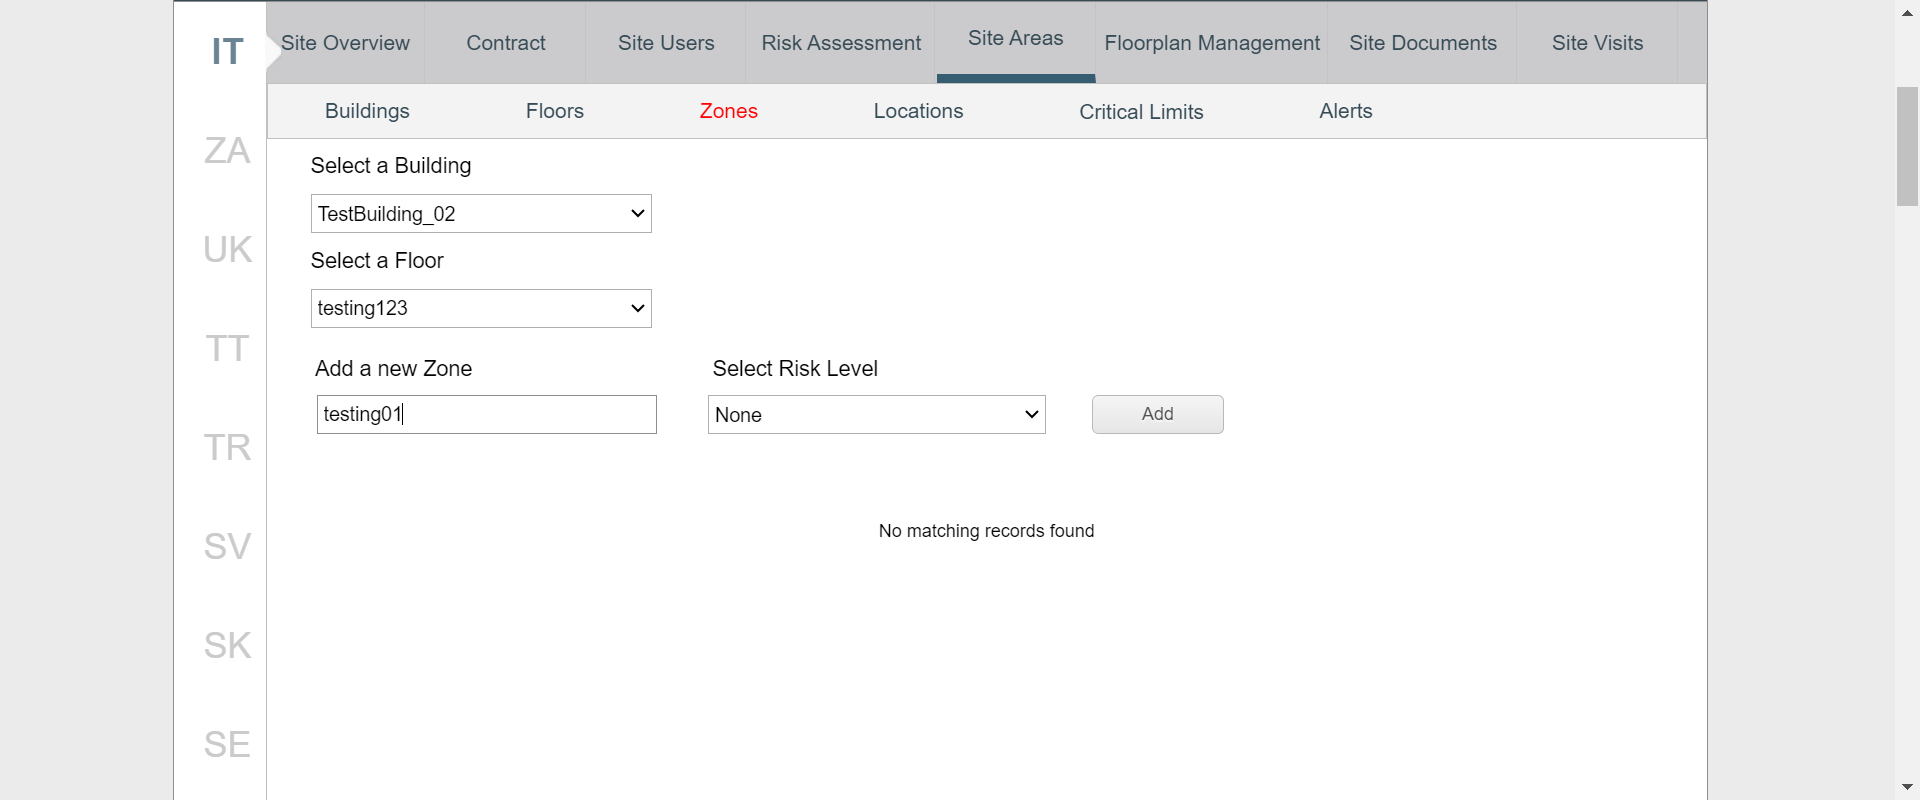 IT
Site Overview Contract Site Users Risk Assessment Site Areas Floorplan Management Site Documents Site Visits
Buildings Floors Zones Locations Critical Limits Alerts
ZA
Select a Building
TestBuilding_02
UK
Select a Floor
testing123
TT
Add a new Zone Select Risk Level
testing01 None Add
TR
No matching records found
SV
SK
SE